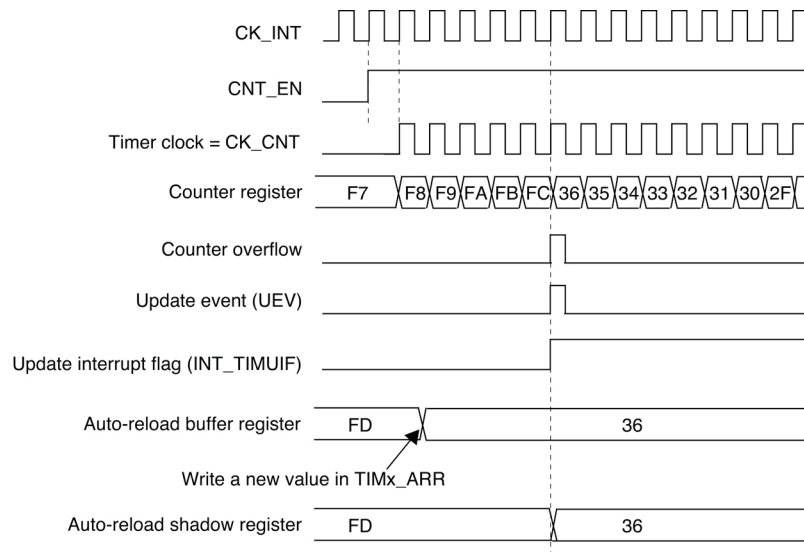 CK_INT
CNT_EN
Timer clock = CK_CNT
Counter register F7 F8 F9 FA FB FC 36 35 34 33 32 31 30 2F
Counter overflow
Update event (UEV)
Update interrupt flag (INT_TIMUIF)
Auto-reload buffer register FD 36
Write a new value in TIMx_ARR
Auto-reload shadow register FD 36